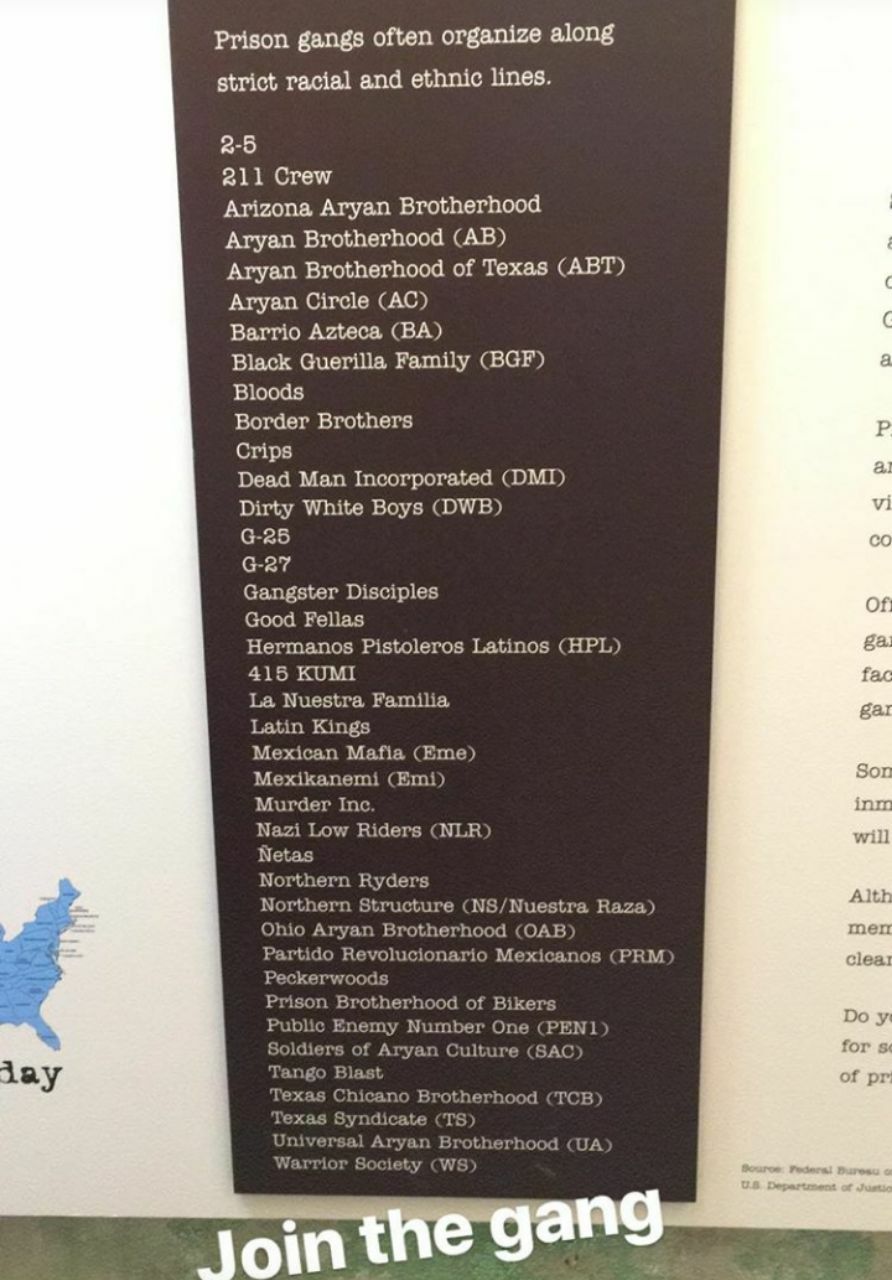 Prison gangs often organize along
strict racial and ethnic lines.
2-5
211 Crew
Arizona Aryan Brotherhood
Aryan Brotherhood (AB)
Aryan Brotherhood of Texas (ABT)
Aryan Circle (AC)
Barrio Azteca (BA)
Black Guerilla Family (BGF)
Bloods
Border Brothers
Crips
Dead Man Incorporated (DMI)
Dirty White Boys (DWB)
G-25
G-27
Gangster Disciples
Good Fellas
Hermanos Pistoleros Latinos (HPL)
415 KUMI
La Nuestra Familia
Latin Kings
Mexican Mafia (Eme)
Mexikanemi (Emi)
Murder Inc.
Nazi Low Riders (NLR)
Ñetas
Northern Ryders
Northern Structure (NS/Nuestra Raza)
Ohio Aryan Brotherhood (OAB)
Partido Revolucionario Mexicanos (PRM)
Peckerwoods
Prison Brotherhood of Bikers
Public Enemy Number One (PEN1)
Soldiers of Aryan Culture (SAC)
Tango Blast
Texas Chicano Brotherhood (TCB)
Texas Syndicate (TS)
Universal Aryan Brotherhood (UA)
Warrior Society (WS)
day
will
Do
for
of
Source: Federal Bureau
U.S. Department of
Join the gang